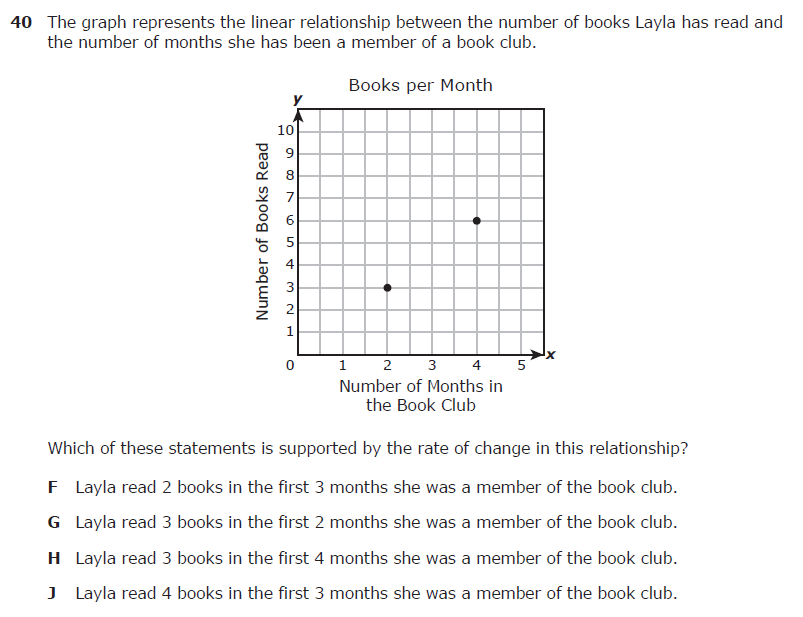 40 The graph represents the linear relationship between the number of books Layla has read and
the number of months she has been a member of a book club.
Books per Month
y
Number of Books Read
10
9
8
7
6
5
4
3
2
1
0 1 2 3 4 5 x
Number of Months in
the Book Club
Which of these statements is supported by the rate of change in this relationship?
F Layla read 2 books in the first 3 months she was a member of the book club.
G Layla read 3 books in the first 2 months she was a member of the book club.
H Layla read 3 books in the first 4 months she was a member of the book club.
J Layla read 4 books in the first 3 months she was a member of the book club.